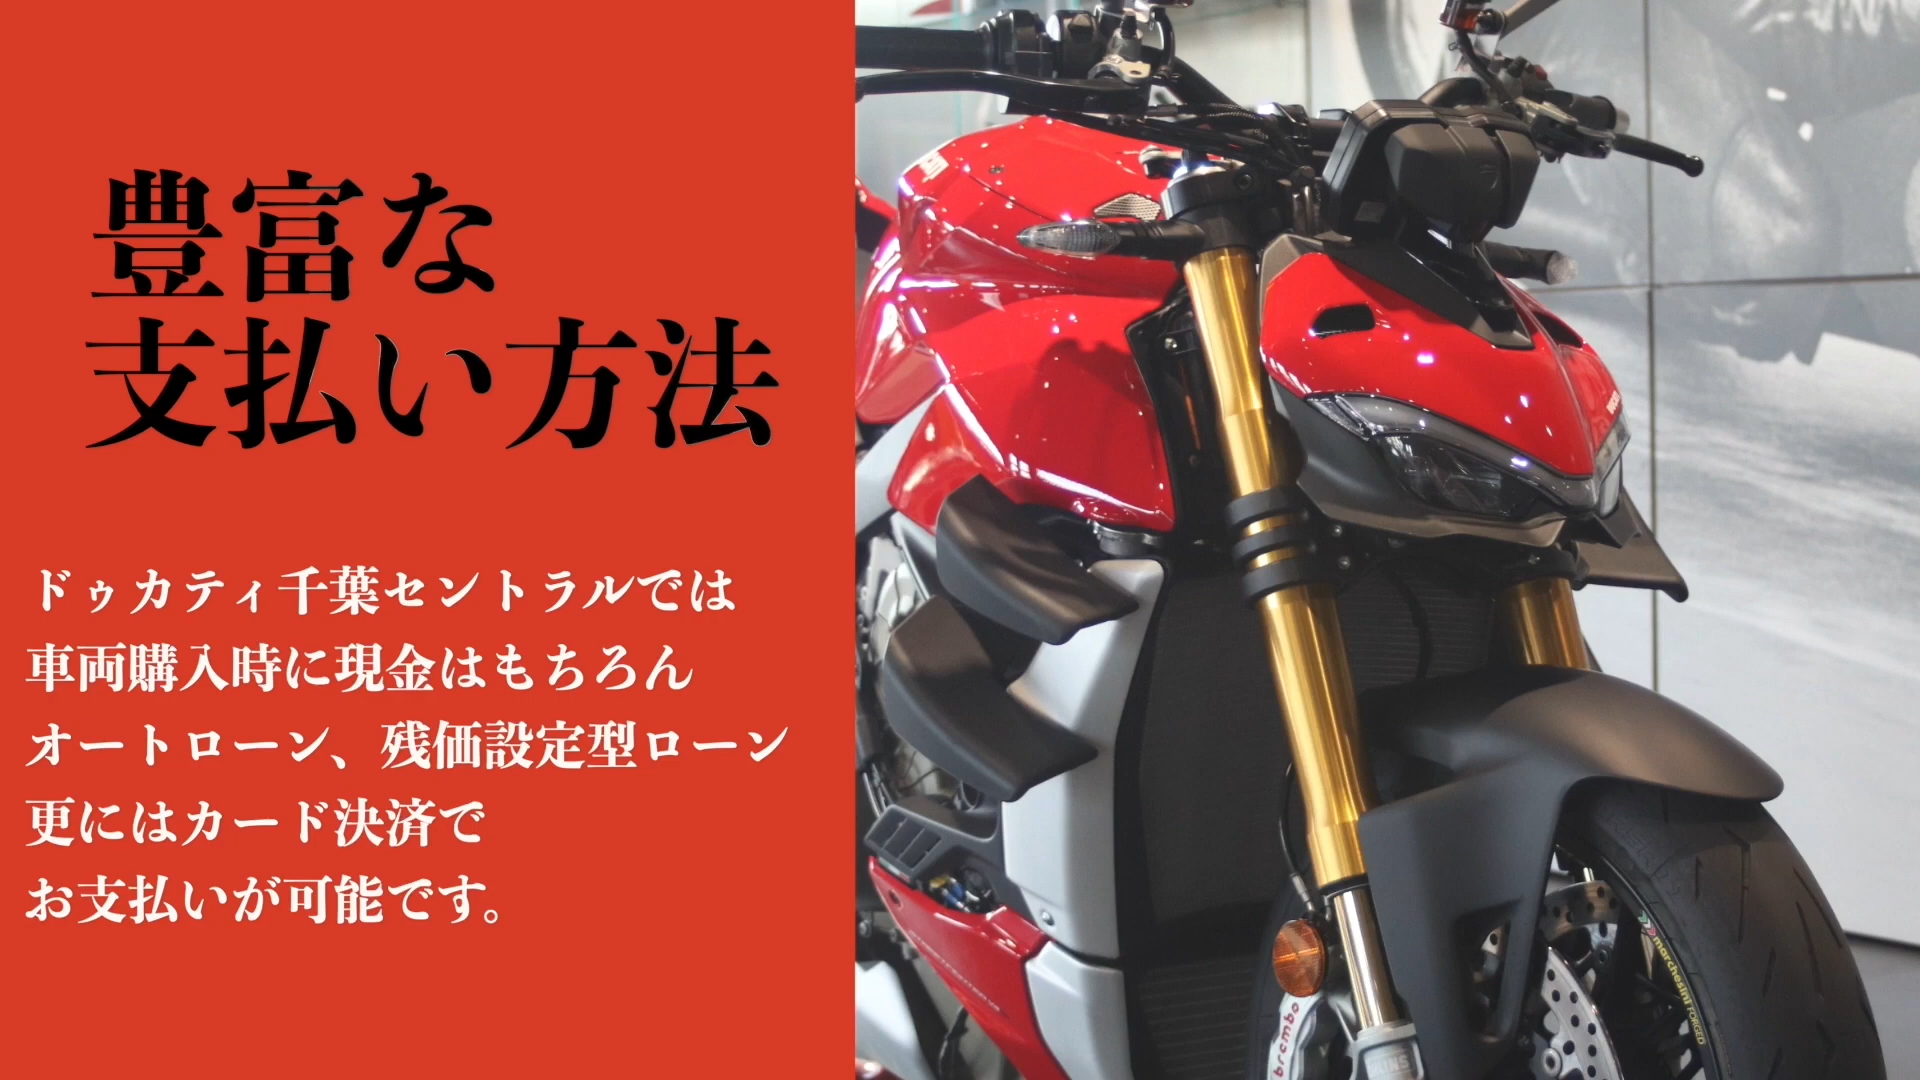 豊富な
支払い方法
ドゥカティ千葉セントラルでは
車両購入時に現金はもちろん
オートローン、残価設定型ローン
更にはカード決済で
お支払いが可能です。
brembo
marchesini FORGED